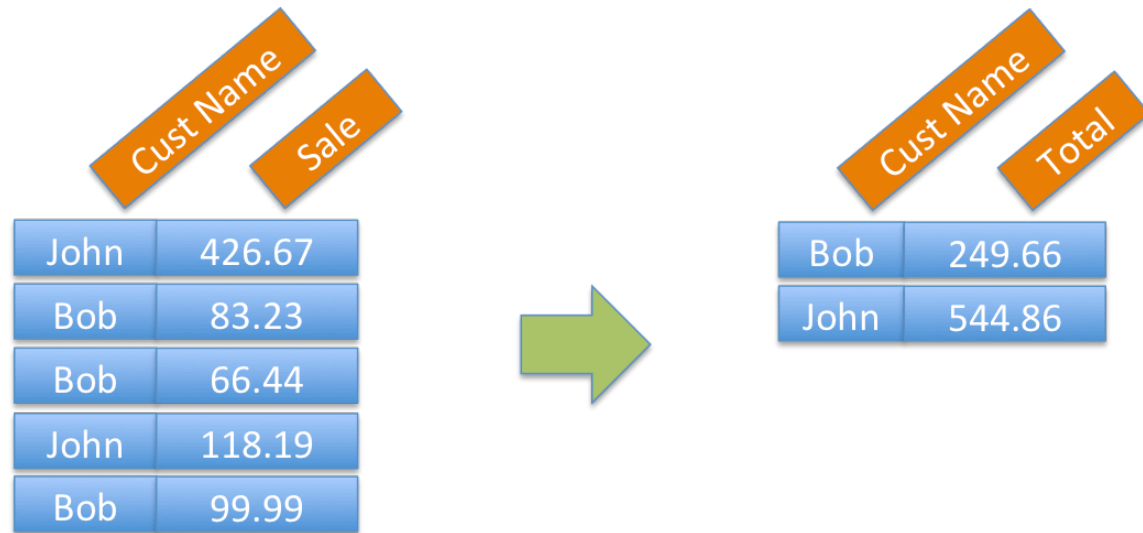 Cust Name Sale
John 426.67
Bob 83.23
Bob 66.44
John 118.19
Bob 99.99
Cust Name Total
Bob 249.66
John 544.86